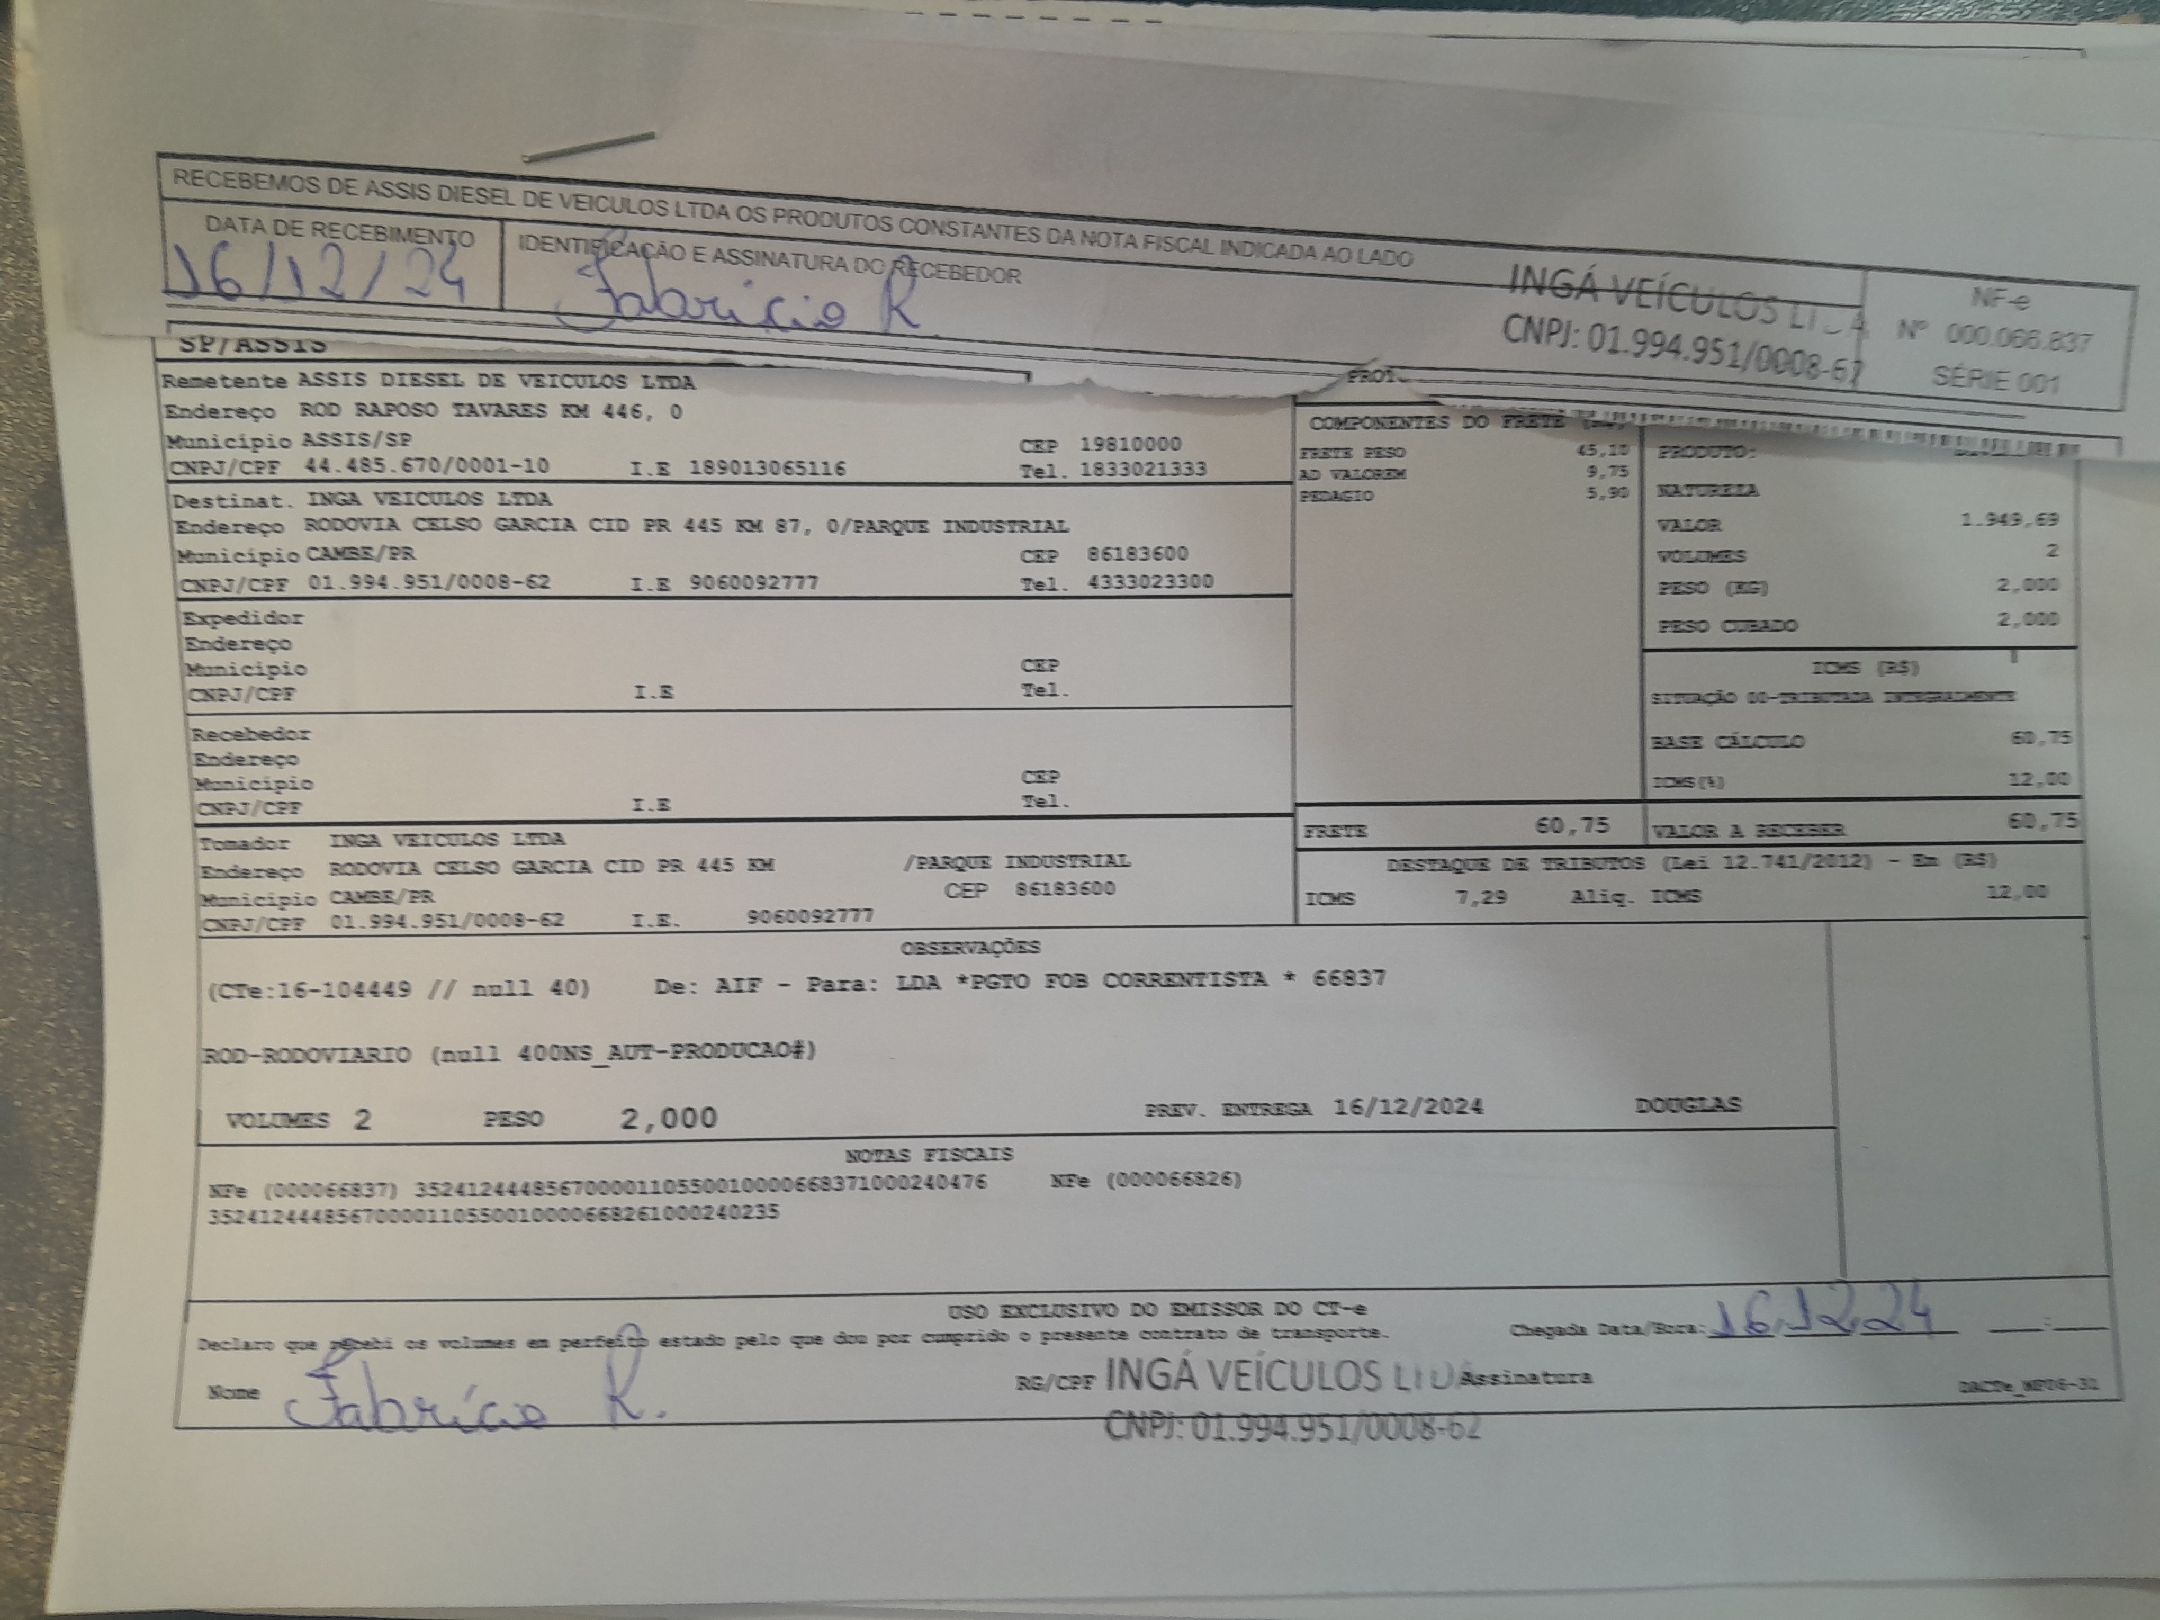 RECEBEMOS DE ASSIS DIESEL DE VEICULOS LTDA OS PRODUTOS CONSTANTES DA NOTA FISCAL INDICADA AO LADO
DATA DE RECEBIMENTO
16/12/24
IDENTIFICAÇÃO E ASSINATURA DO RECEBEDOR
Fabricio R
INGÁ VEÍCULOS LTDA
CNPJ: 01.994.951/0008-62
NF-e
Nº 000.066.837
SÉRIE 001
SP/ASSIS
Remetente ASSIS DIESEL DE VEICULOS LTDA
Endereço ROD RAPOSO TAVARES KM 446, 0
Município ASSIS/SP CEP 19810000
CNPJ/CPF 44.485.670/0001-10 I.E 189013065116 Tel. 1833021333
Destinat. INGA VEICULOS LTDA
Endereço RODOVIA CELSO GARCIA CID PR 445 KM 87, 0/PARQUE INDUSTRIAL
Município CAMBE/PR CEP 86183600
CNPJ/CPF 01.994.951/0008-62 I.E 9060092777 Tel. 4333023300
Expedidor
Endereço
Município CEP
CNPJ/CPF I.E Tel.
Recebedor
Endereço
Município CEP
CNPJ/CPF I.E Tel.
Tomador INGA VEICULOS LTDA
Endereço RODOVIA CELSO GARCIA CID PR 445 KM /PARQUE INDUSTRIAL
Município CAMBE/PR CEP 86183600
CNPJ/CPF 01.994.951/0008-62 I.E. 9060092777
COMPONENTES DO FRETE
FRETE PESO 45,10
AD VALOREM 9,75
PEDAGIO 5,90
PRODUTO:
NATUREZA
VALOR 1.949,69
VOLUMES 2
PESO (KG) 2,000
PESO CUBADO 2,000
ICMS (R$)
SITUAÇÃO 00-TRIBUTADA INTEGRALMENTE
BASE CÁLCULO 60,75
ICMS(%) 12,00
FRETE 60,75 VALOR A RECEBER 60,75
DESTAQUE DE TRIBUTOS (Lei 12.741/2012) - Em (R$)
ICMS 7,29 Aliq. ICMS 12,00
OBSERVAÇÕES
(CTe:16-104449 // null 40) De: AIF - Para: LDA *PGTO FOB CORRENTISTA * 66837
ROD-RODOVIARIO (null 400NS_AUT-PRODUCAO#)
VOLUMES 2 PESO 2,000 PREV. ENTREGA 16/12/2024 DOUGLAS
NOTAS FISCAIS
NFe (000066837) 35241244485670000110550010000668371000240476 NFe (000066826)
35241244485670000110550010000668261000240235
USO EXCLUSIVO DO EMISSOR DO CT-e
Declaro que recebi os volumes em perfeito estado pelo que dou por cumprido o presente contrato de transporte. Chegada Data/Hora: 16.12.24 __:__
Nome Fabrício R. RG/CPF INGÁ VEÍCULOS LTDA Assinatura
CNPJ: 01.994.951/0008-62